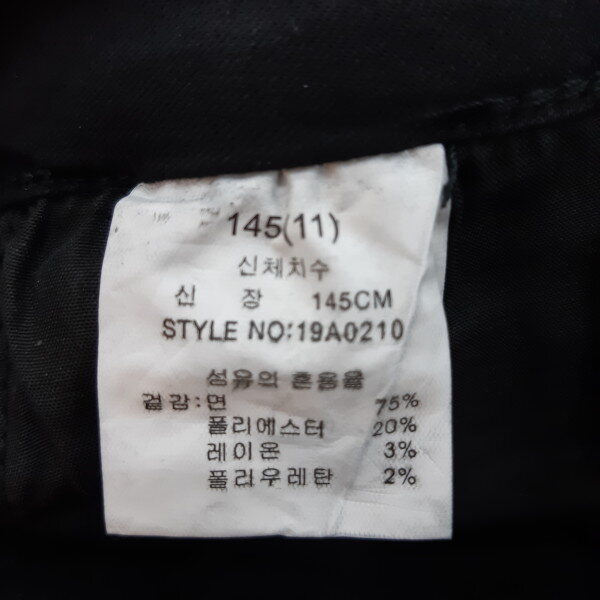 145(11)
신체치수
신 장 145CM
STYLE NO:19A0210
섬유의 혼용율
겉감:면 75%
폴리에스터 20%
레이온 3%
폴리우레탄 2%